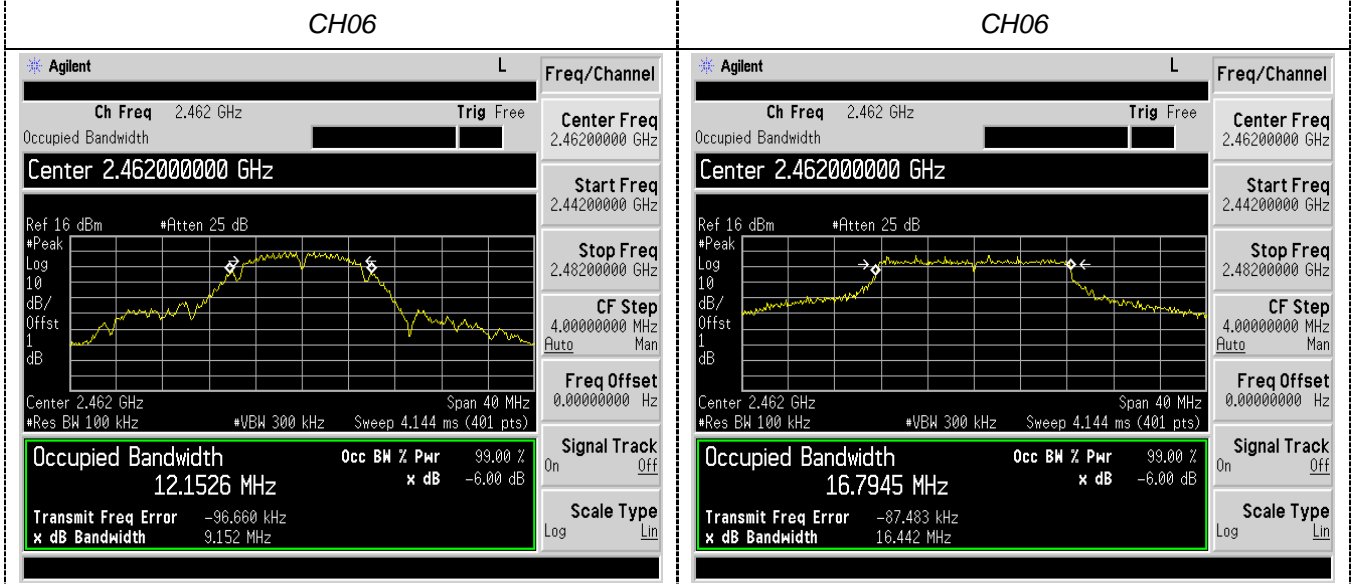 CH06
Agilent L
Ch Freq 2.462 GHz Trig Free
Occupied Bandwidth
Center 2.462000000 GHz
Ref 16 dBm #Atten 25 dB
#Peak
Log
10
dB/
Offst
1
dB
Center 2.462 GHz Span 40 MHz
#Res BW 100 kHz #VBW 300 kHz Sweep 4.144 ms (401 pts)
Occupied Bandwidth Occ BW % Pwr 99.00 %
12.1526 MHz x dB -6.00 dB
Transmit Freq Error -96.660 kHz
x dB Bandwidth 9.152 MHz
Freq/Channel
Center Freq
2.46200000 GHz
Start Freq
2.44200000 GHz
Stop Freq
2.48200000 GHz
CF Step
4.00000000 MHz
Auto Man
Freq Offset
0.00000000 Hz
Signal Track
On Off
Scale Type
Log Lin
CH06
Agilent L
Ch Freq 2.462 GHz Trig Free
Occupied Bandwidth
Center 2.462000000 GHz
Ref 16 dBm #Atten 25 dB
#Peak
Log
10
dB/
Offst
1
dB
Center 2.462 GHz Span 40 MHz
#Res BW 100 kHz #VBW 300 kHz Sweep 4.144 ms (401 pts)
Occupied Bandwidth Occ BW % Pwr 99.00 %
16.7945 MHz x dB -6.00 dB
Transmit Freq Error -87.483 kHz
x dB Bandwidth 16.442 MHz
Freq/Channel
Center Freq
2.46200000 GHz
Start Freq
2.44200000 GHz
Stop Freq
2.48200000 GHz
CF Step
4.00000000 MHz
Auto Man
Freq Offset
0.00000000 Hz
Signal Track
On Off
Scale Type
Log Lin